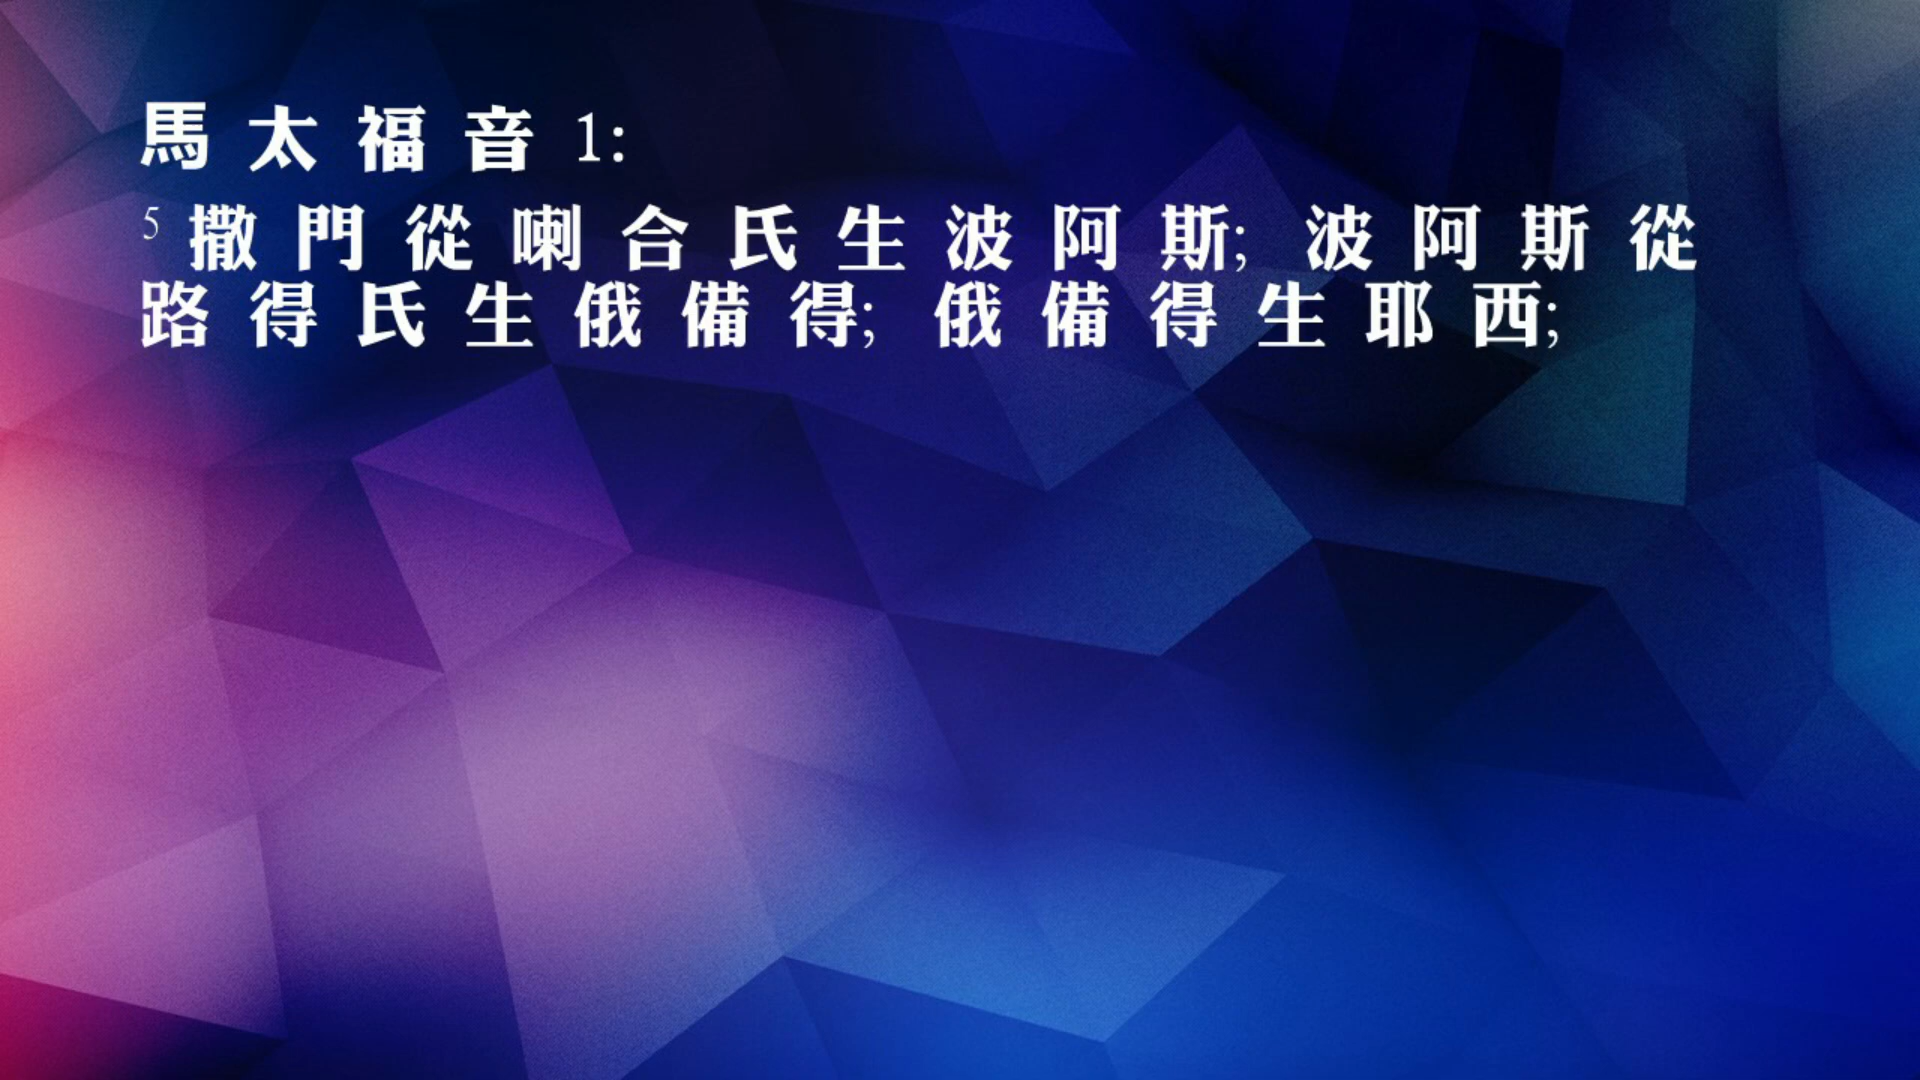 馬 太 福 音 1:
5 撒 門 從 喇 合 氏 生 波 阿 斯; 波 阿 斯 從
路 得 氏 生 俄 備 得; 俄 備 得 生 耶 西;